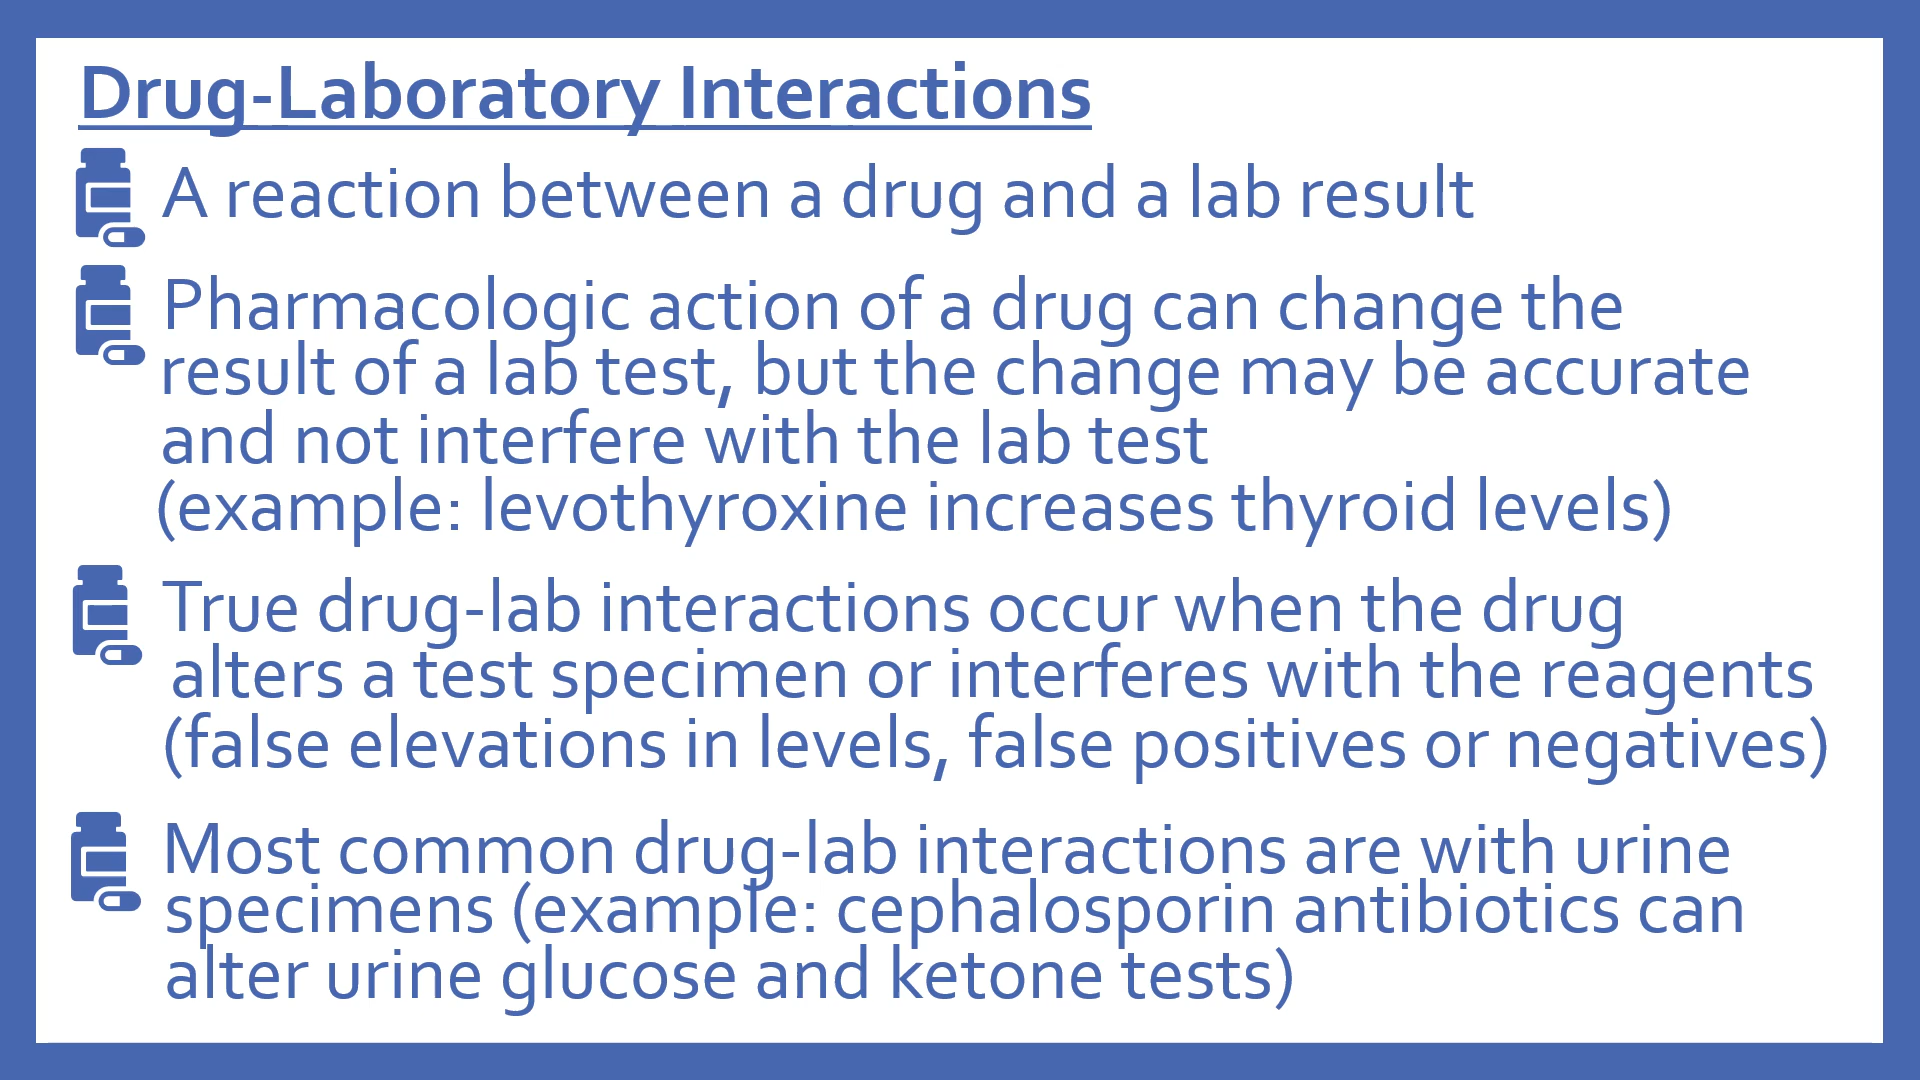 Drug-Laboratory Interactions
A reaction between a drug and a lab result
Pharmacologic action of a drug can change the
result of a lab test, but the change may be accurate
and not interfere with the lab test
(example: levothyroxine increases thyroid levels)
True drug-lab interactions occur when the drug
alters a test specimen or interferes with the reagents
(false elevations in levels, false positives or negatives)
Most common drug-lab interactions are with urine
specimens (example: cephalosporin antibiotics can
alter urine glucose and ketone tests)